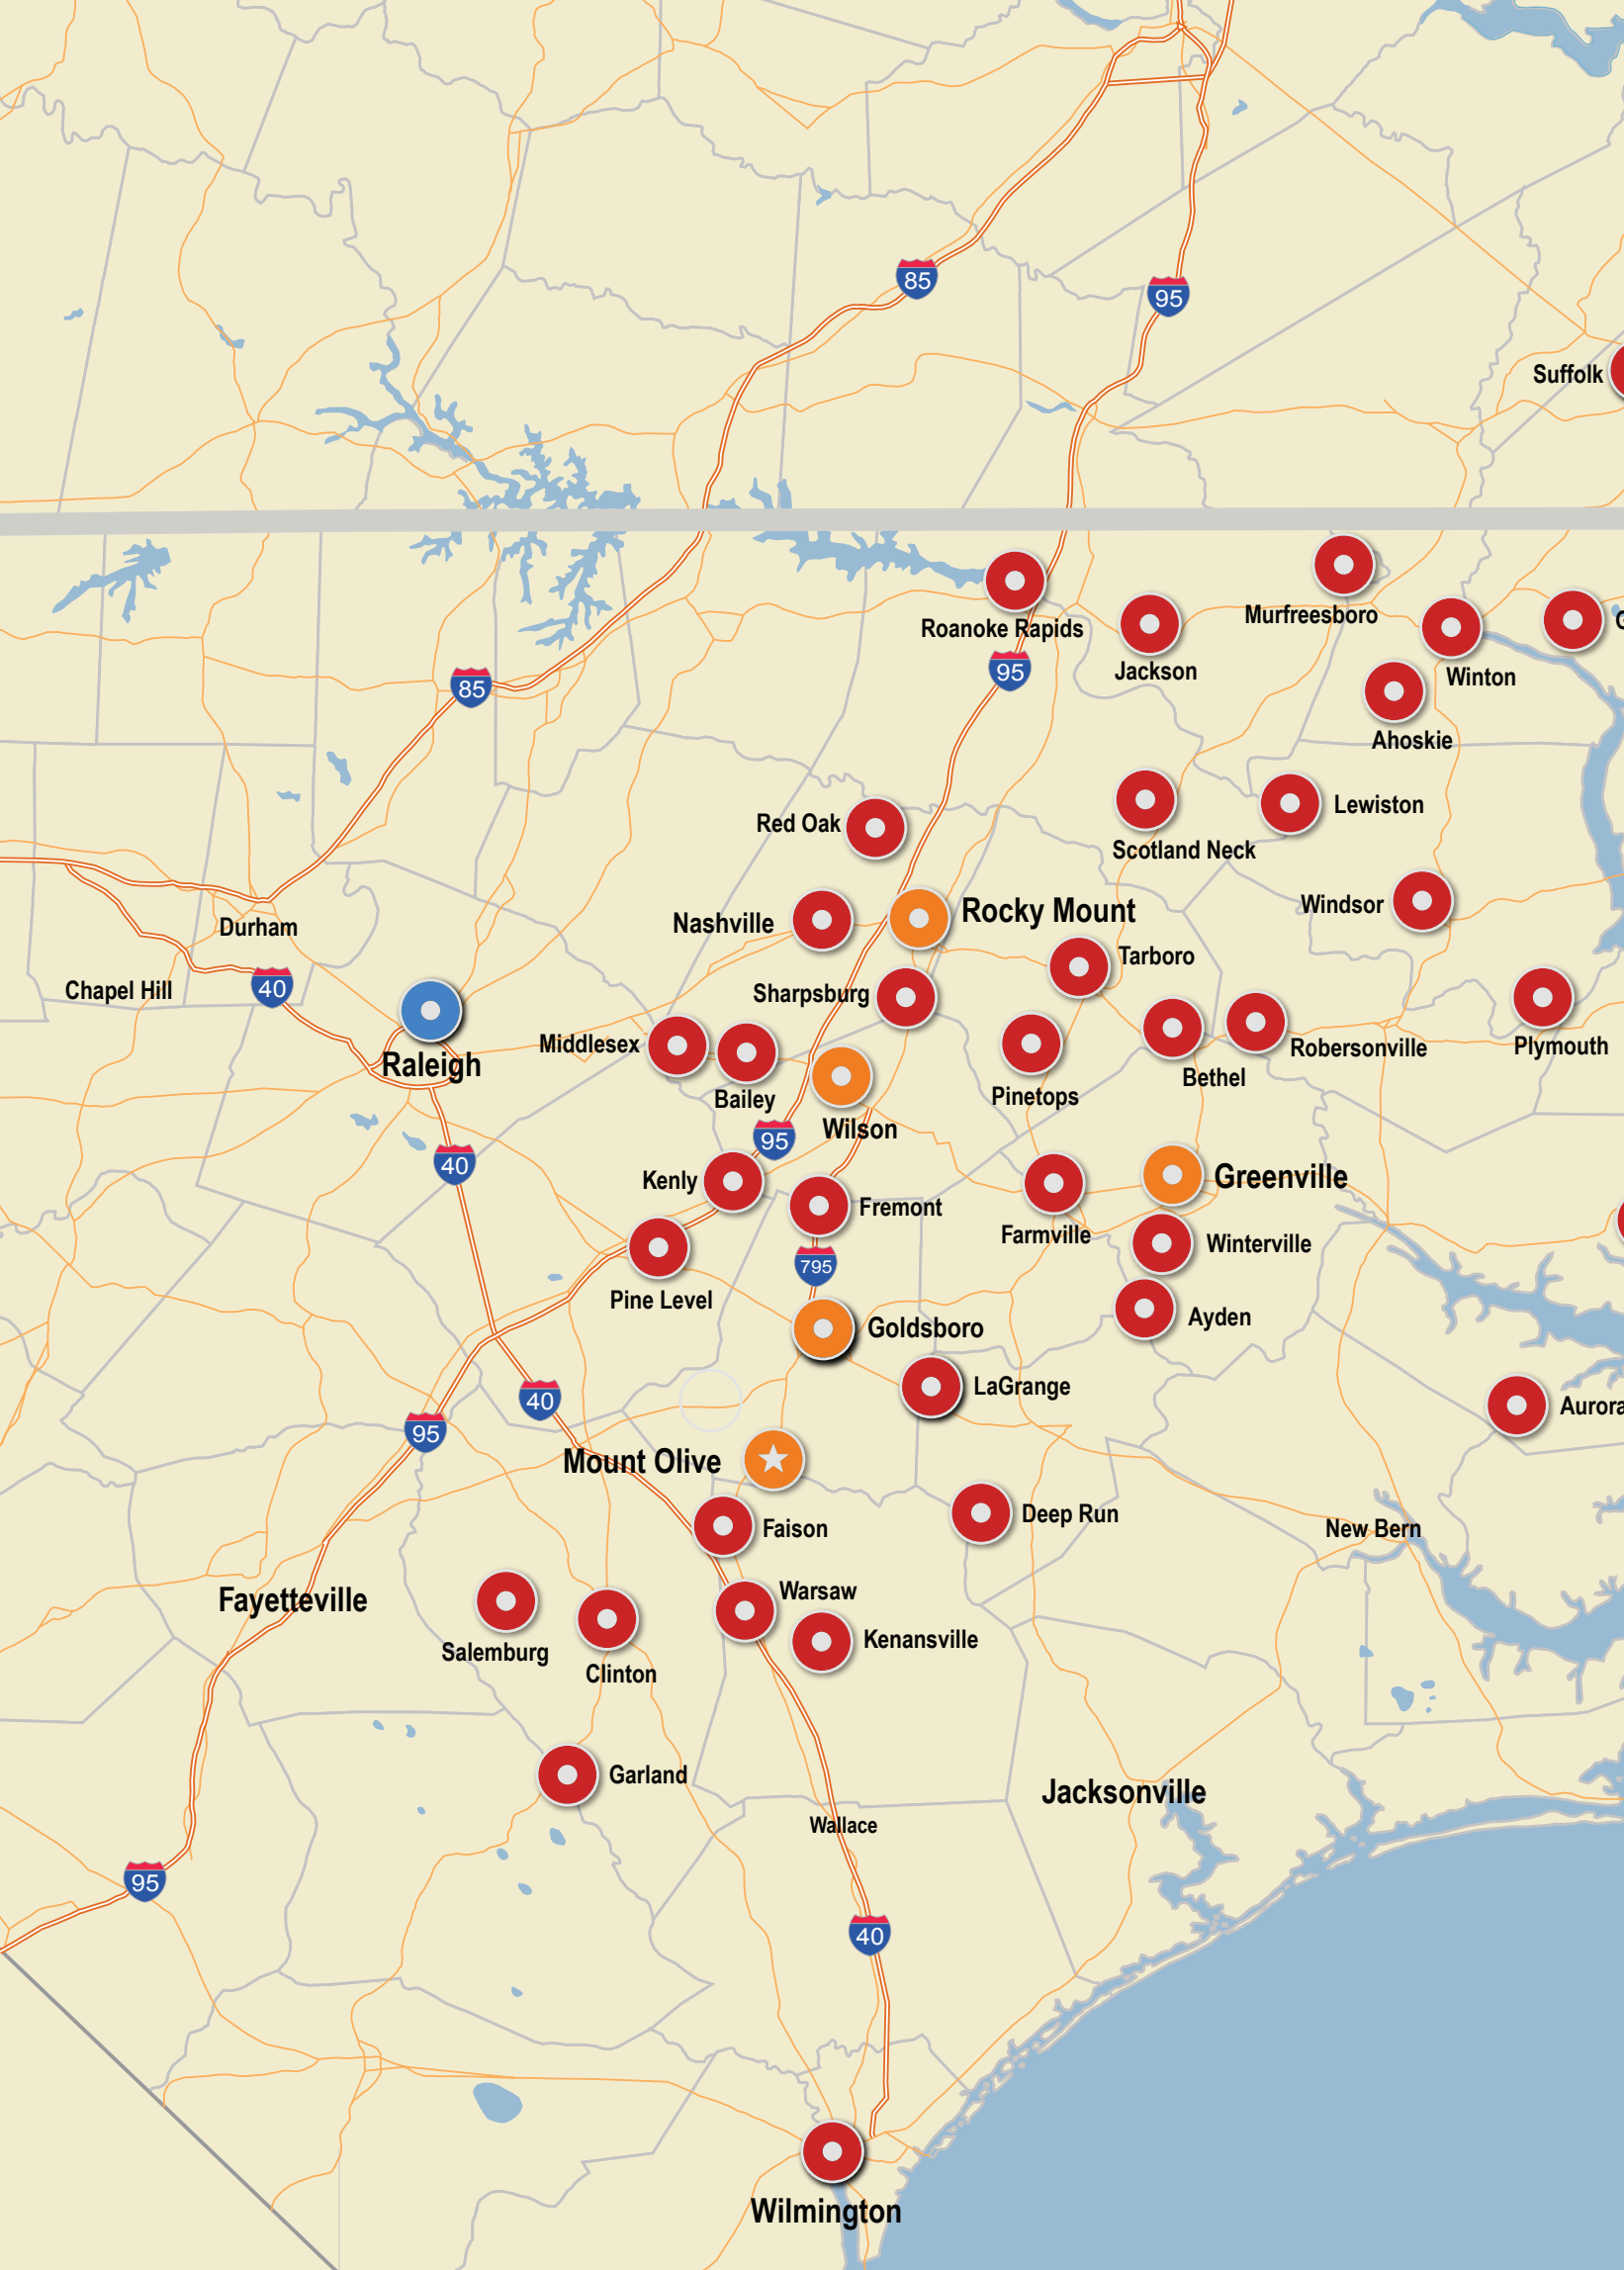 85
95
Suffolk
Roanoke Rapids
Jackson
Murfreesboro
Winton
Ahoskie
95
85
Red Oak
Scotland Neck
Lewiston
Nashville
Rocky Mount
Windsor
Durham
Tarboro
Chapel Hill
40
Sharpsburg
Raleigh
Middlesex
Bailey
Pinetops
Bethel
Robersonville
Plymouth
Wilson
95
40
Kenly
Fremont
Greenville
Farmville
Winterville
795
Pine Level
Goldsboro
Ayden
LaGrange
40
95
Aurora
Mount Olive
Faison
Deep Run
New Bern
Fayetteville
Warsaw
Salemburg
Clinton
Kenansville
Garland
Jacksonville
Wallace
95
40
Wilmington